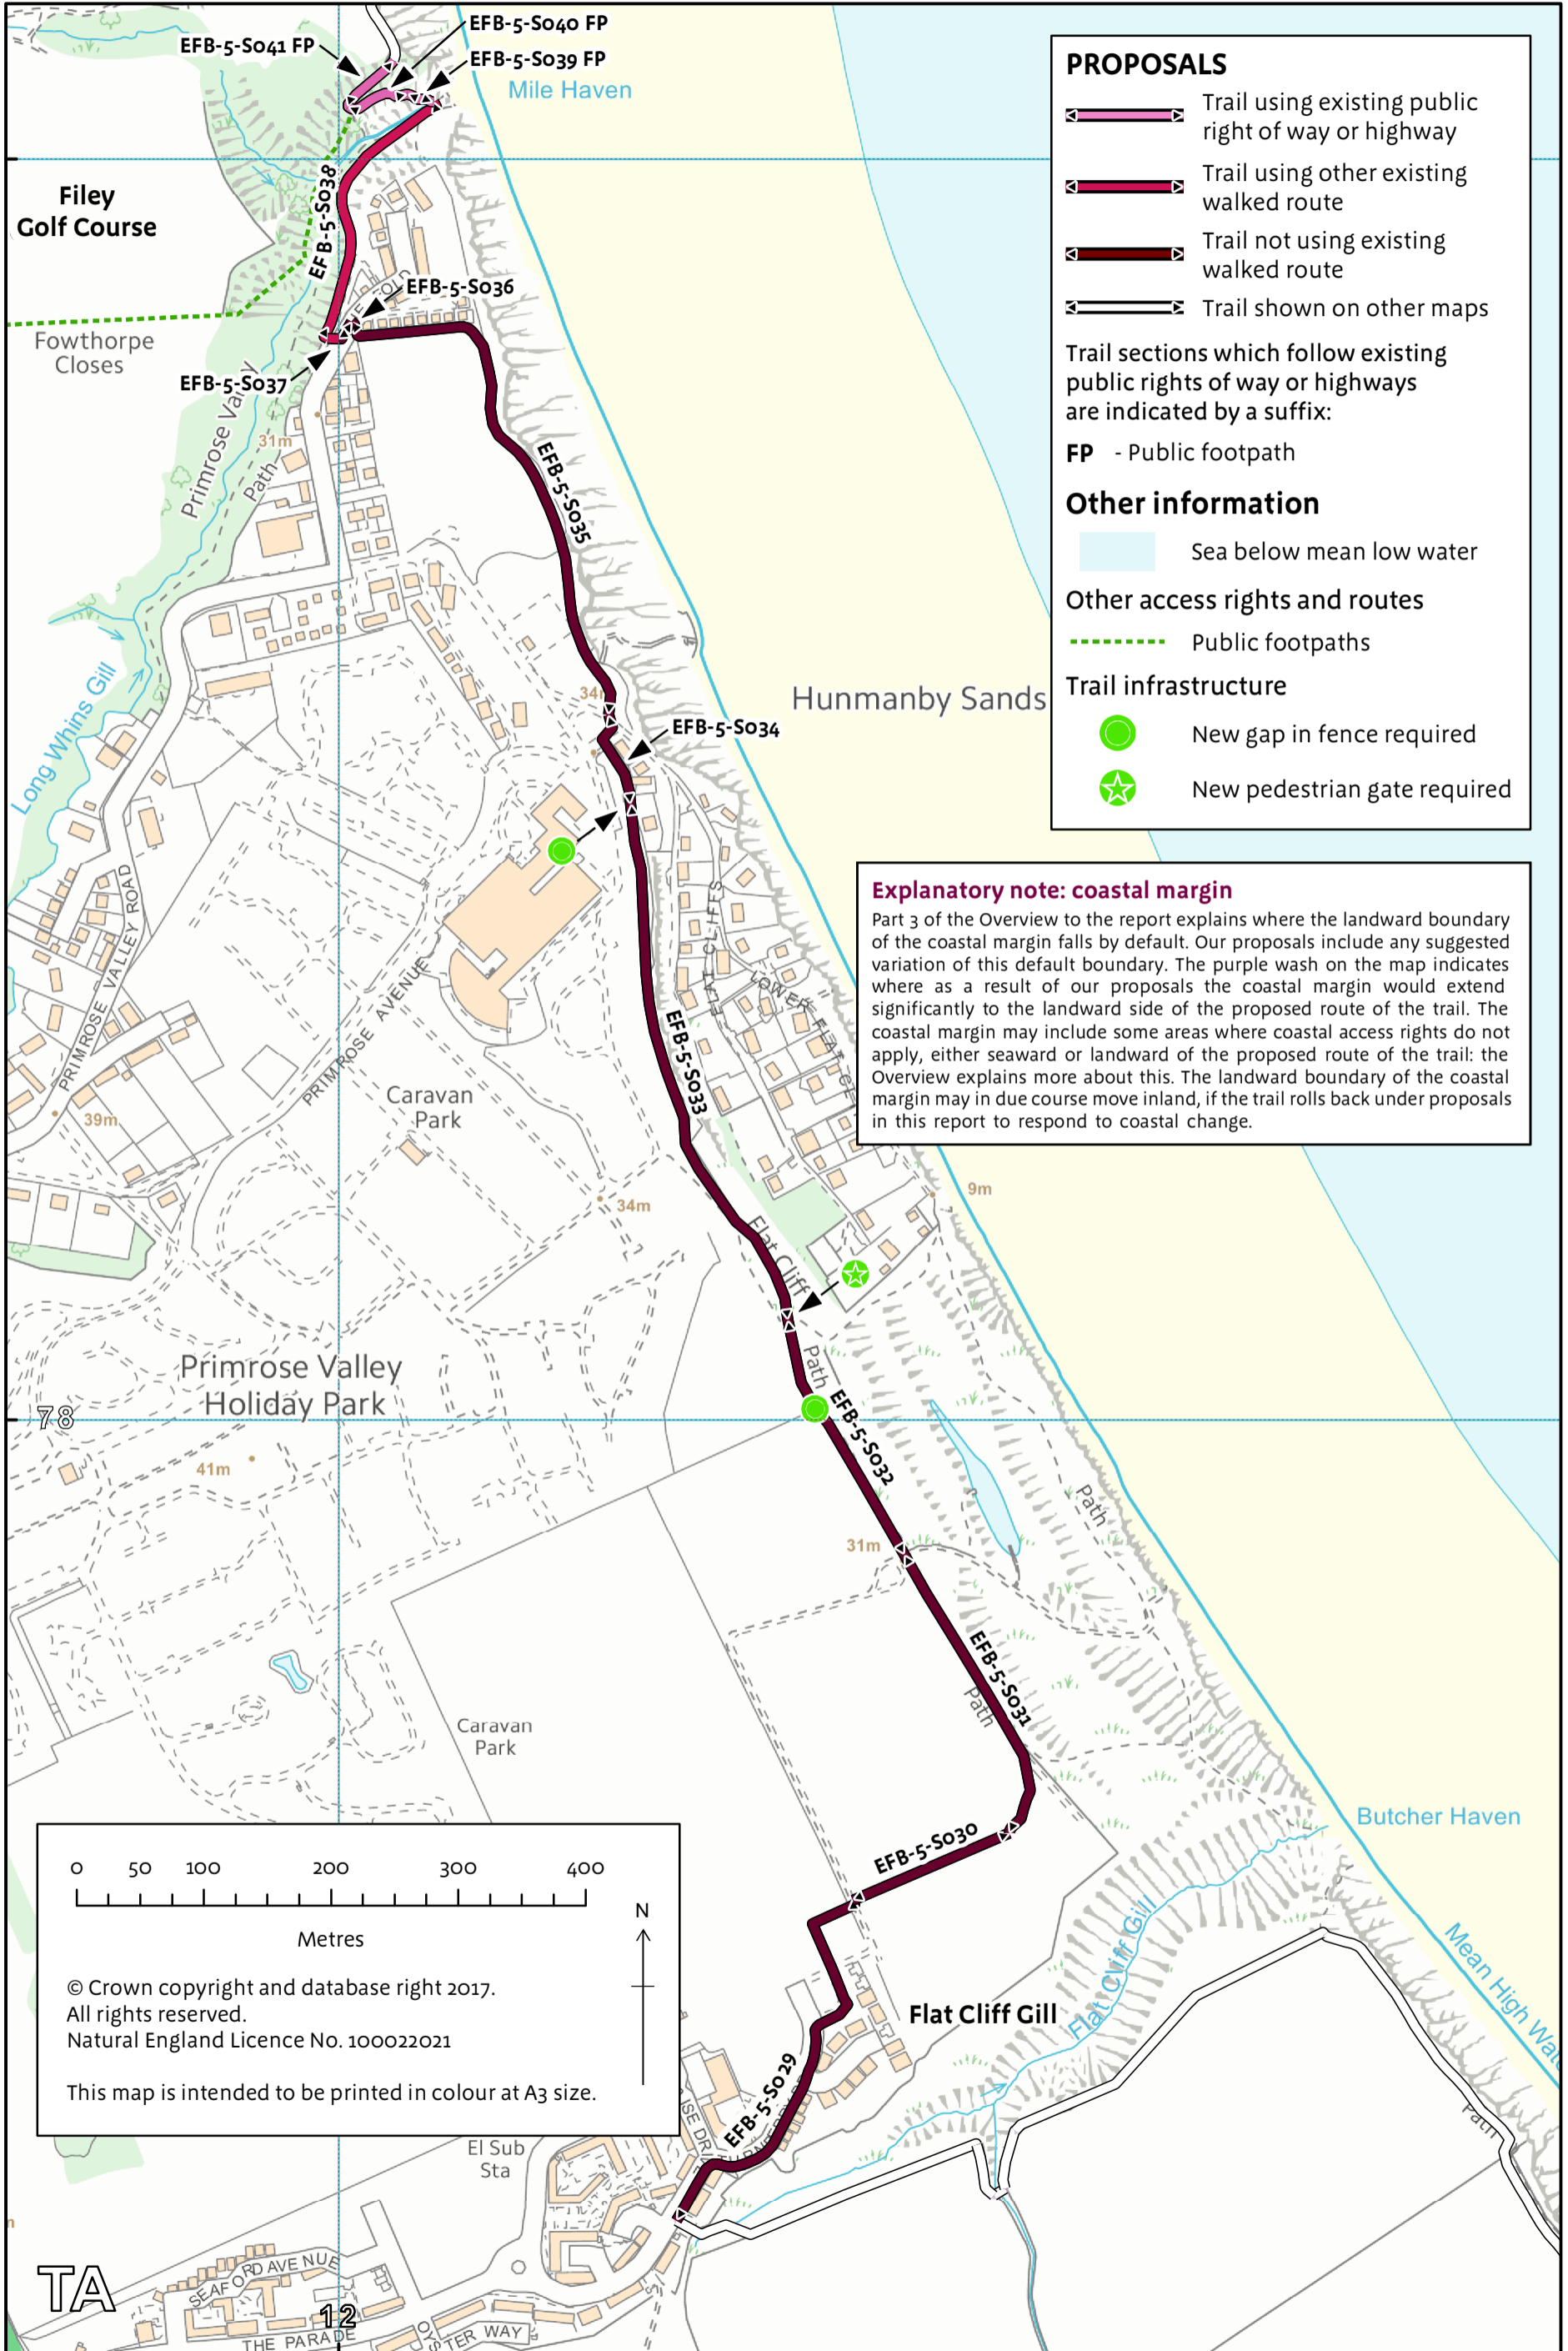 EFB-5-S040 FP
EFB-5-S041 FP
EFB-5-S039 FP
Mile Haven
EFB-5-S038
Filey
Golf Course
EFB-5-S036
Fowthorpe
Closes
EFB-5-S037
Primrose Valley
Path
31m
EFB-5-S035
Long Whins Gill
34m
EFB-5-S034
Hunmanby Sands
PRIMROSE VALLEY ROAD
PRIMROSE AVENUE
FLAT CLIFFS
LOWER FLAT CL
EFB-5-S033
Caravan
Park
39m
34m
9m
Flat Cliff
Path
Primrose Valley
Holiday Park
78
41m
EFB-5-S032
Path
31m
EFB-5-S031
Path
Caravan
Park
Butcher Haven
EFB-5-S030
Flat Cliff Gill
Flat Cliff Gill
Mean High Wate
Path
EFB-5-S029
El Sub
Sta
SEAFORD AVENUE
THE PARADE
OYSTER WAY
TA
12
PROPOSALS
Trail using existing public
right of way or highway
Trail using other existing
walked route
Trail not using existing
walked route
Trail shown on other maps
Trail sections which follow existing
public rights of way or highways
are indicated by a suffix:
FP - Public footpath
Other information
Sea below mean low water
Other access rights and routes
Public footpaths
Trail infrastructure
New gap in fence required
New pedestrian gate required
Explanatory note: coastal margin
Part 3 of the Overview to the report explains where the landward boundary
of the coastal margin falls by default. Our proposals include any suggested
variation of this default boundary. The purple wash on the map indicates
where as a result of our proposals the coastal margin would extend
significantly to the landward side of the proposed route of the trail. The
coastal margin may include some areas where coastal access rights do not
apply, either seaward or landward of the proposed route of the trail: the
Overview explains more about this. The landward boundary of the coastal
margin may in due course move inland, if the trail rolls back under proposals
in this report to respond to coastal change.
0 50 100 200 300 400
Metres
N
© Crown copyright and database right 2017.
All rights reserved.
Natural England Licence No. 100022021
This map is intended to be printed in colour at A3 size.